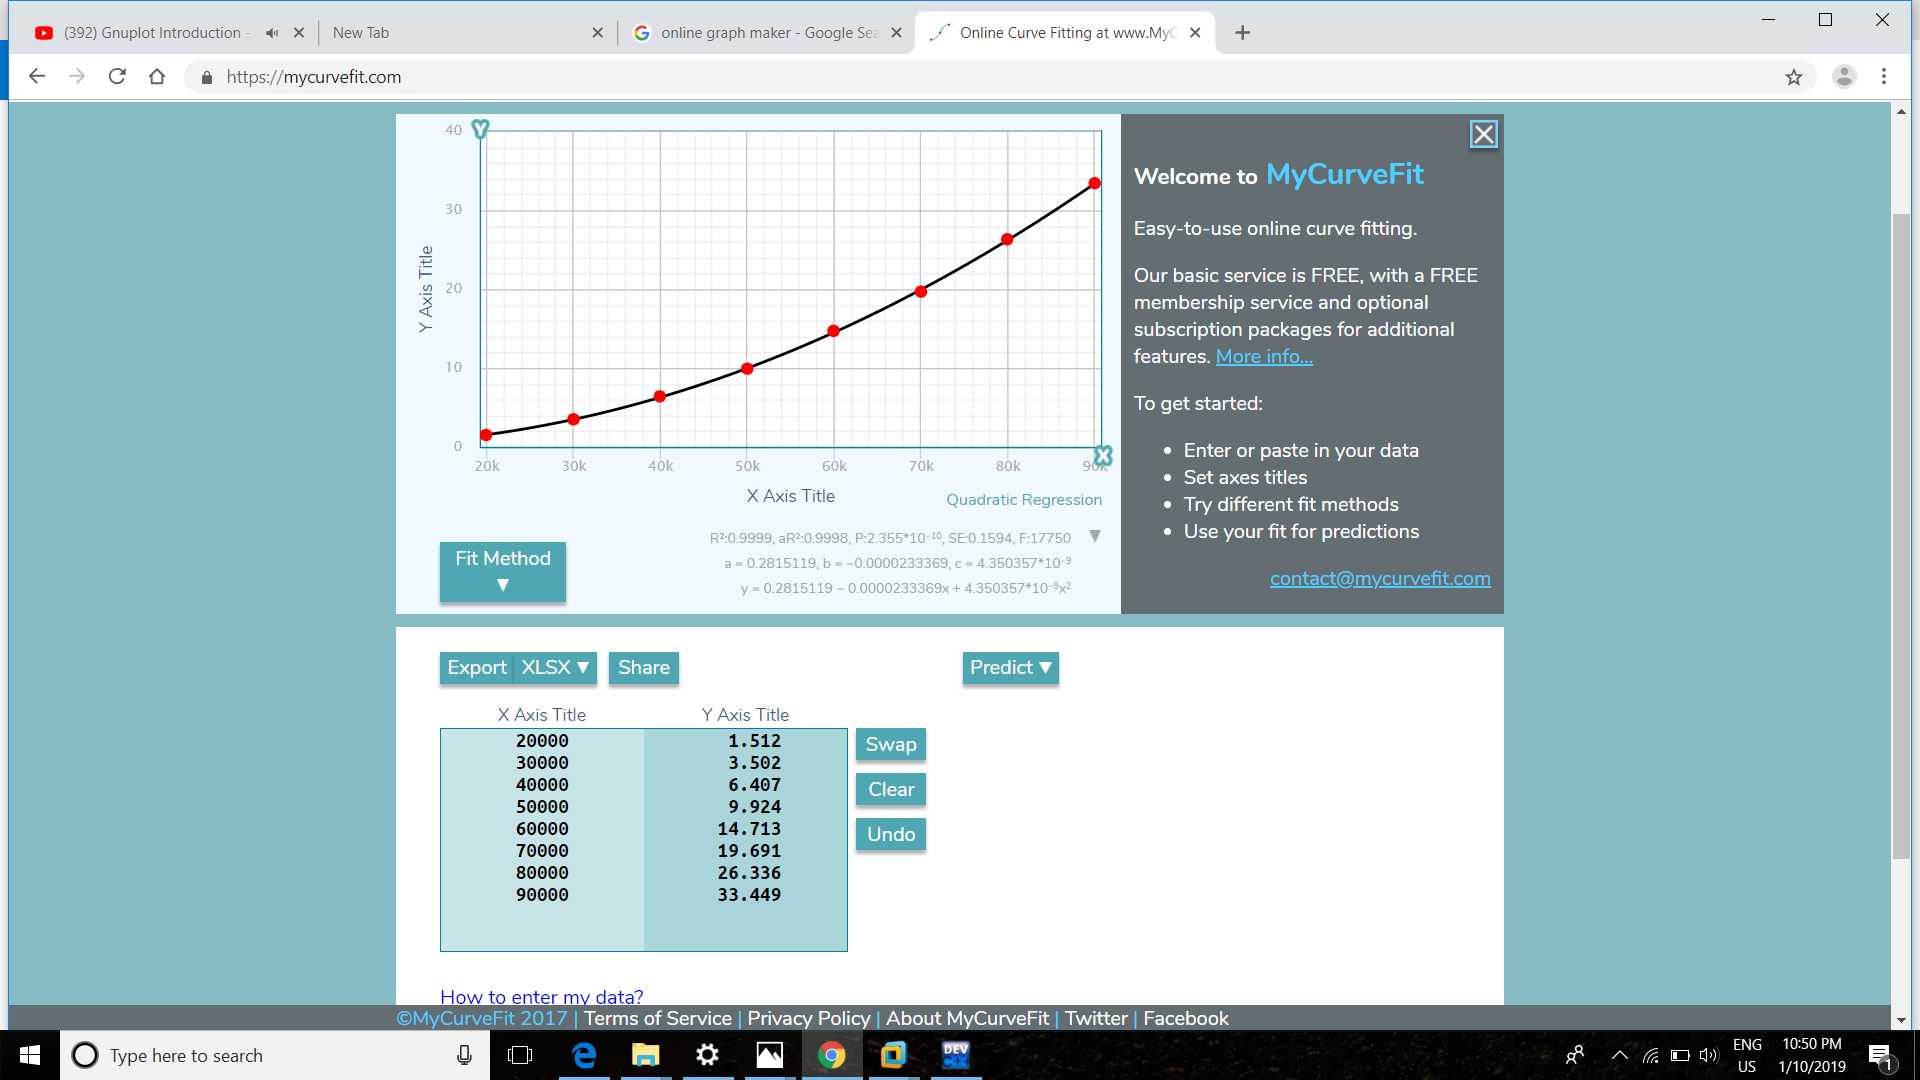 (392) Gnuplot Introduction -
New Tab
online graph maker - Google Sea
Online Curve Fitting at www.MyC
https://mycurvefit.com
40
30
20
10
0
Y
Y Axis Title
20k 30k 40k 50k 60k 70k 80k 90k
X
X Axis Title
Quadratic Regression
R²:0.9999, aR²:0.9998, P:2.355*10⁻¹⁰, SE:0.1594, F:17750
a = 0.2815119, b = −0.0000233369, c = 4.350357*10⁻⁹
y = 0.2815119 − 0.0000233369x + 4.350357*10⁻⁹x²
Fit Method
Welcome to MyCurveFit
Easy-to-use online curve fitting.
Our basic service is FREE, with a FREE
membership service and optional
subscription packages for additional
features. More info...
To get started:
• Enter or paste in your data
• Set axes titles
• Try different fit methods
• Use your fit for predictions
contact@mycurvefit.com
Export XLSX ▼ Share Predict ▼
X Axis Title Y Axis Title
20000 1.512
30000 3.502
40000 6.407
50000 9.924
60000 14.713
70000 19.691
80000 26.336
90000 33.449
Swap
Clear
Undo
How to enter my data?
©MyCurveFit 2017 | Terms of Service | Privacy Policy | About MyCurveFit | Twitter | Facebook
Type here to search
DEV
C++
ENG
US
10:50 PM
1/10/2019
1